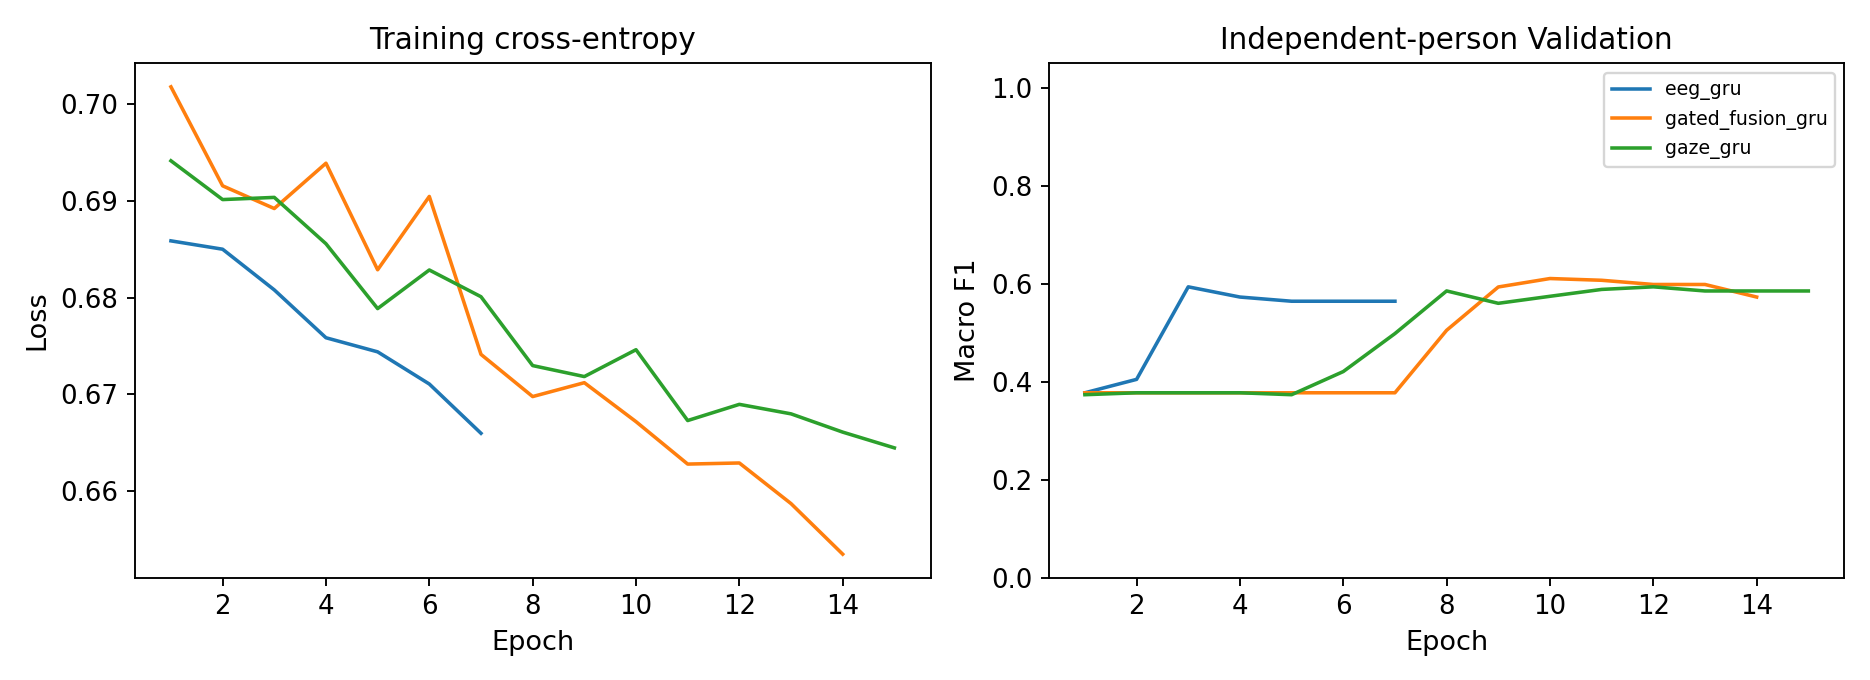 Training cross-entropy
Loss
0.70
0.69
0.68
0.67
0.66
2 4 6 8 10 12 14
Epoch
Independent-person Validation
Macro F1
1.0
0.8
0.6
0.4
0.2
0.0
eeg_gru
gated_fusion_gru
gaze_gru
2 4 6 8 10 12 14
Epoch